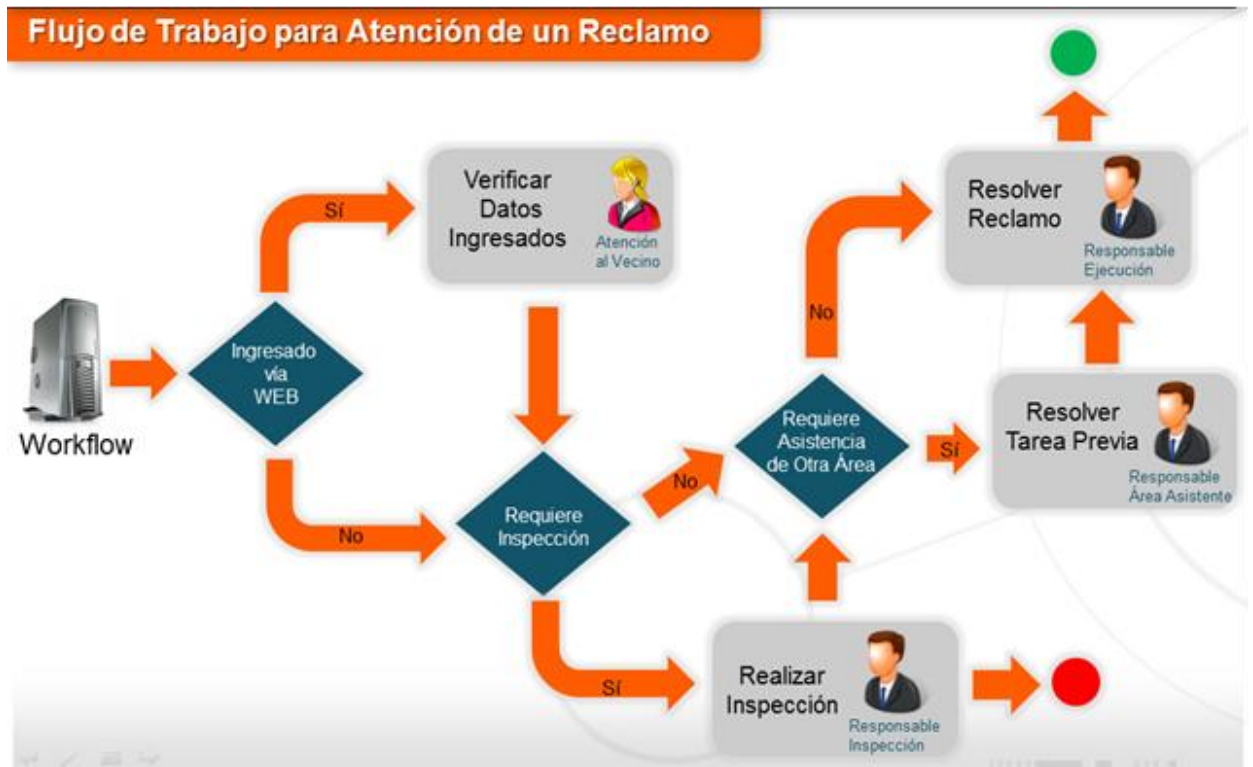 Flujo de Trabajo para Atención de un Reclamo
Workflow
Ingresado
vía
WEB
Sí
No
Verificar
Datos
Ingresados
Atención
al Vecino
Requiere
Inspección
No
Sí
Realizar
Inspección
Responsable
Inspección
Requiere
Asistencia
de Otra Área
No
Sí
Resolver
Tarea Previa
Responsable
Área Asistente
Resolver
Reclamo
Responsable
Ejecución